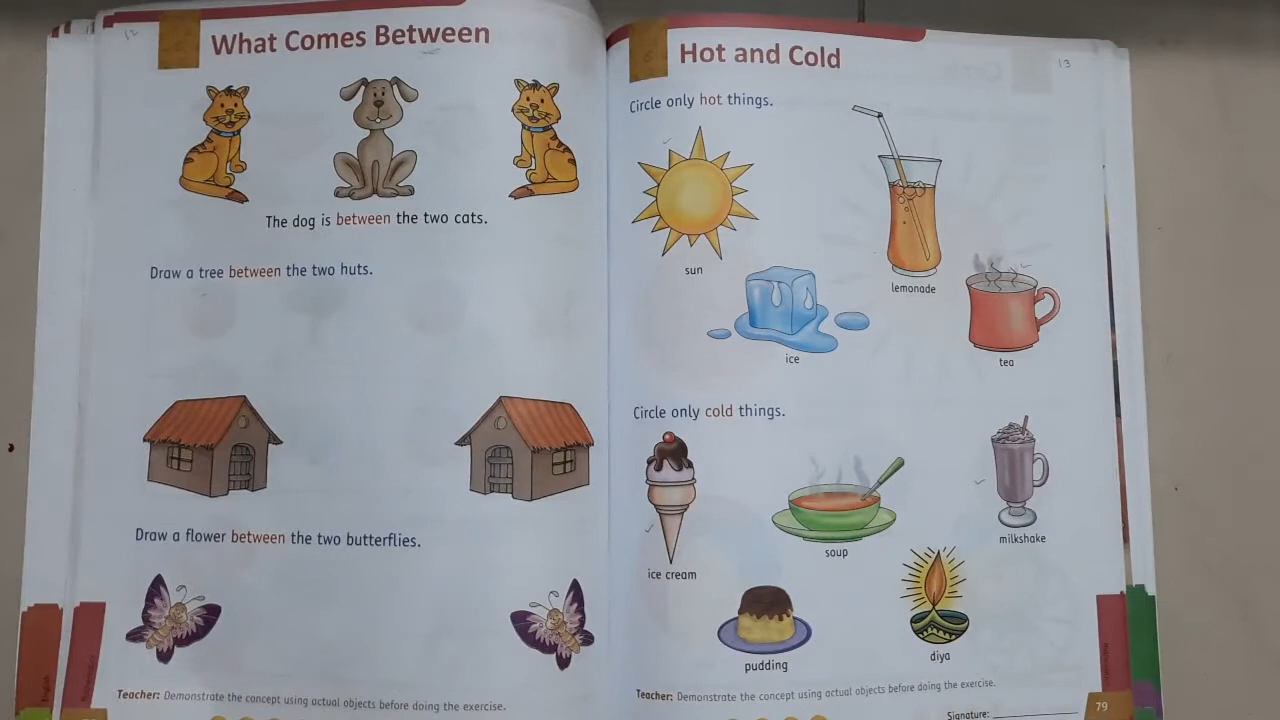 12
What Comes Between
The dog is between the two cats.
Draw a tree between the two huts.
Draw a flower between the two butterflies.
Teacher: Demonstrate the concept using actual objects before doing the exercise.
13
Hot and Cold
Circle only hot things.
sun
lemonade
ice
tea
Circle only cold things.
ice cream
soup
milkshake
pudding
diya
Teacher: Demonstrate the concept using actual objects before doing the exercise.
Signature:
79
English